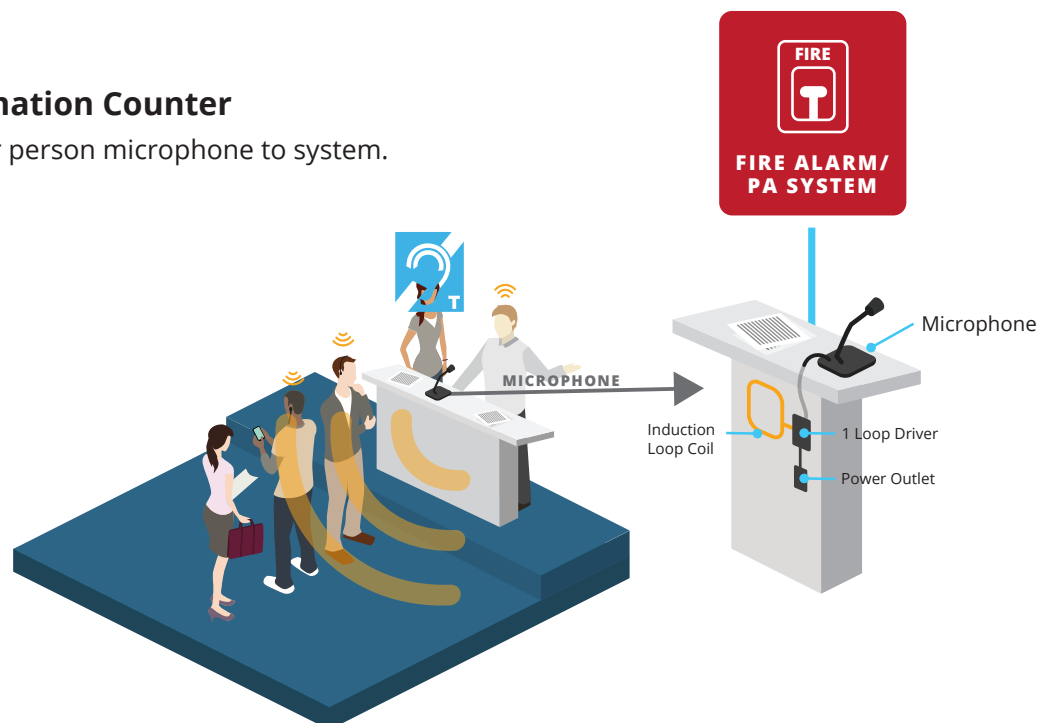 nation Counter
person microphone to system.
FIRE
FIRE ALARM/
PA SYSTEM
T
MICROPHONE
Microphone
Induction
Loop Coil
1 Loop Driver
Power Outlet